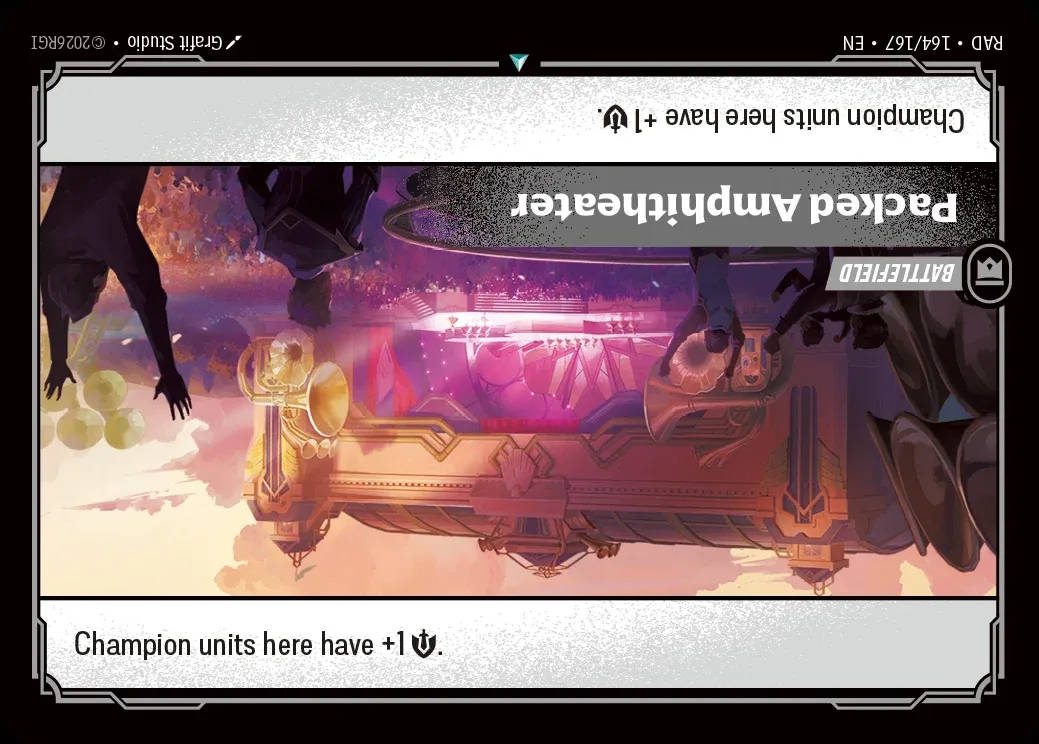 RAD • 164/167 • EN
Grafit Studio • ©2026RGI
Champion units here have +1.
Packed Amphitheater
BATTLEFIELD
Champion units here have +1.